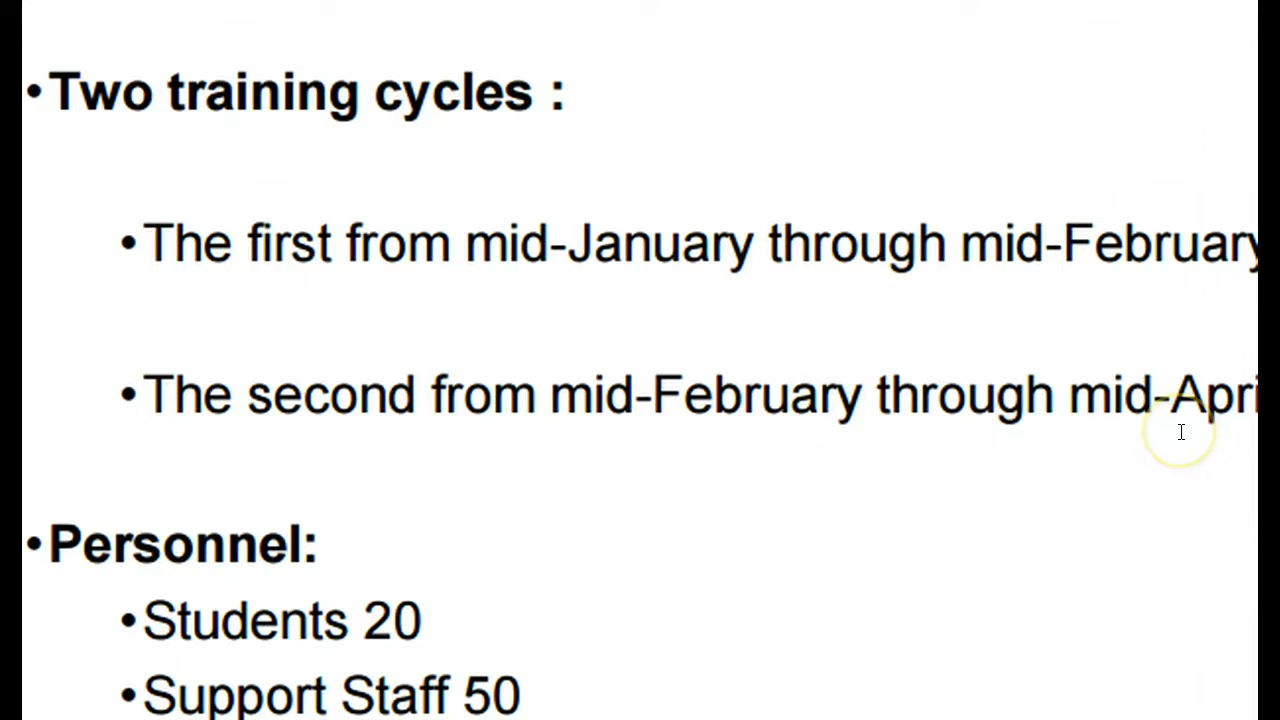 •Two training cycles :
•The first from mid-January through mid-February
•The second from mid-February through mid-Apri
•Personnel:
•Students 20
•Support Staff 50